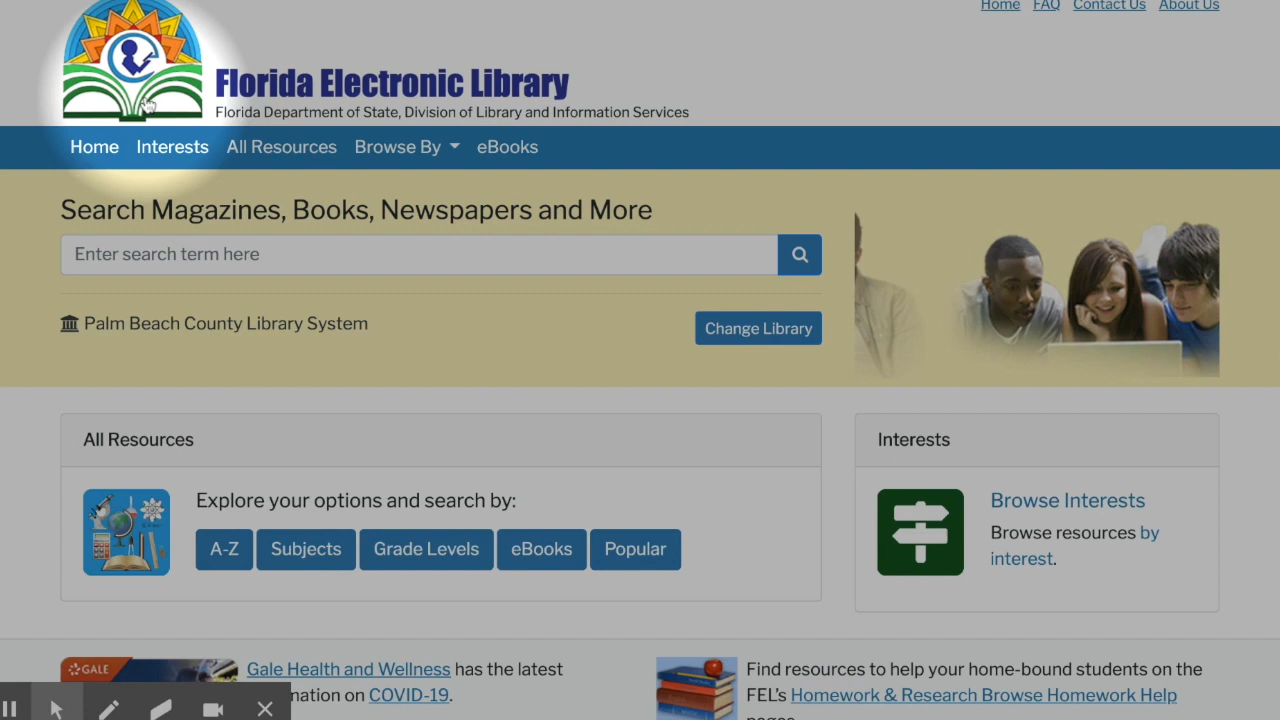 Home FAQ Contact Us About Us
Florida Electronic Library
Florida Department of State, Division of Library and Information Services
Home Interests All Resources Browse By eBooks
Search Magazines, Books, Newspapers and More
Enter search term here
Palm Beach County Library System
Change Library
All Resources
Explore your options and search by:
A-Z Subjects Grade Levels eBooks Popular
Interests
Browse Interests
Browse resources by
interest.
GALE
Gale Health and Wellness has the latest
mation on COVID-19.
Find resources to help your home-bound students on the
FEL's Homework & Research Browse Homework Help